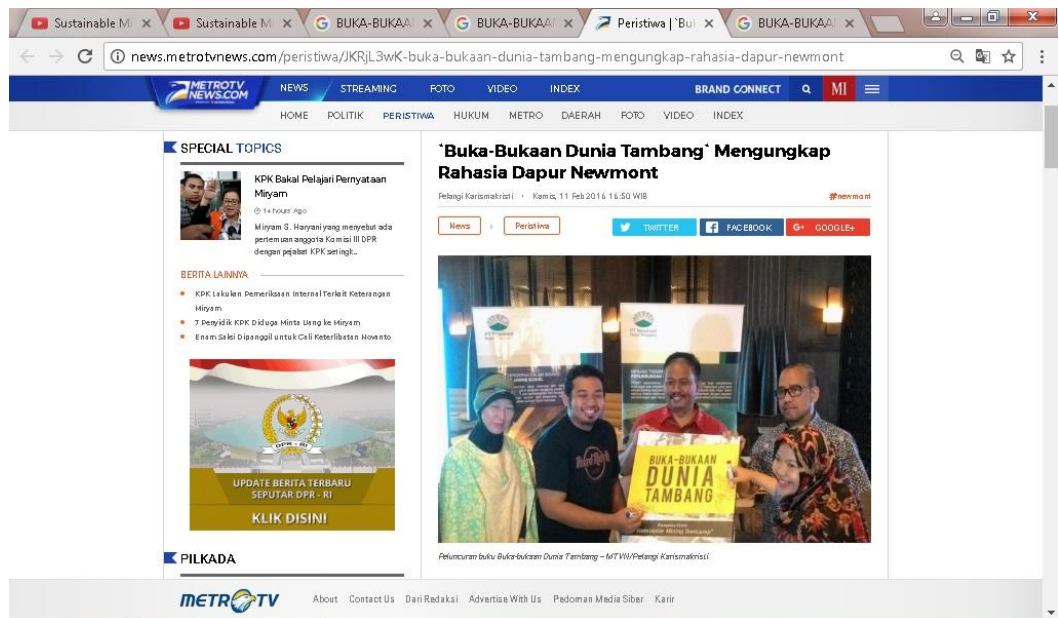 Sustainable Mi
Sustainable Mi
BUKA-BUKAA
BUKA-BUKAA
Peristiwa | `Bu
BUKA-BUKAA
news.metrotvnews.com/peristiwa/JKRjL3wK-buka-bukaan-dunia-tambang-mengungkap-rahasia-dapur-newmont
METROTV
NEWS.COM
NEWS STREAMING FOTO VIDEO INDEX BRAND CONNECT MI
HOME POLITIK PERISTIWA HUKUM METRO DAERAH FOTO VIDEO INDEX
SPECIAL TOPICS
KPK Bakal Pelajari Pernyataan
Miryam
14 hours Ago
Miryam S. Haryani yang menyebut ada
pertemuan anggota Komisi III DPR
dengan pejabat KPK setingk..
BERITA LAINNYA
KPK Lakukan Pemeriksaan Internal Terkait Keterangan
Miryam
7 Penyidik KPK Diduga Minta Uang ke Miryam
Enam Saksi Dipanggil untuk Cali Keterlibatan Novanto
DPR - RI
UPDATE BERITA TERBARU
SEPUTAR DPR - RI
KLIK DISINI
PILKADA
`Buka-Bukaan Dunia Tambang` Mengungkap
Rahasia Dapur Newmont
Pelangi Karismakristi · Kamis, 11 Feb 2016 16:50 WIB #newmont
News > Peristiwa TWITTER FACEBOOK G+ GOOGLE+
BUKA-BUKAAN
DUNIA
TAMBANG
Peluncuran buku Buka-bukaan Dunia Tambang – MTVN/Pelangi Karismakristi
METROTV About Contact Us Dari Redaksi Advertise With Us Pedoman Media Siber Karir